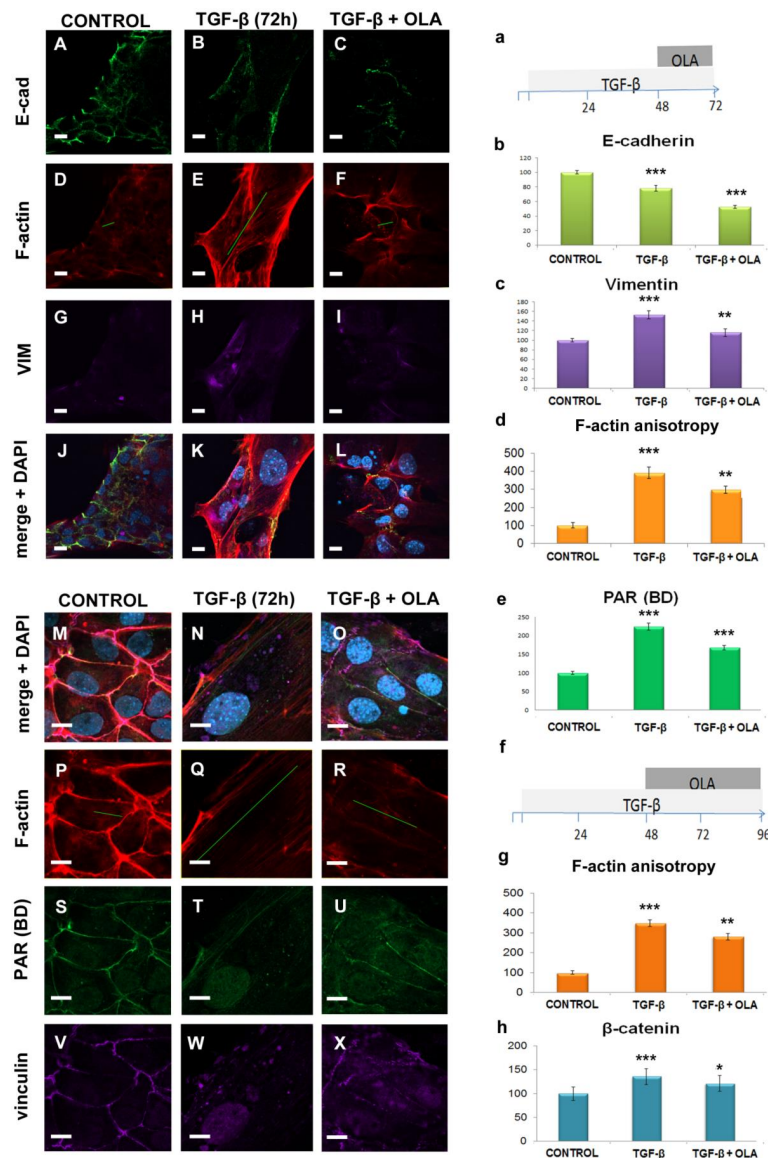 CONTROL TGF-β (72h) TGF-β + OLA
A B C
E-cad
D E F
F-actin
G H I
VIM
J K L
merge + DAPI
CONTROL TGF-β (72h) TGF-β + OLA
M N O
merge + DAPI
P Q R
F-actin
S T U
PAR (BD)
V W X
vinculin
a
OLA
TGF-β
24 48 72
b
E-cadherin
120
100
80
60
40
20
0
*** ***
CONTROL TGF-β TGF-β + OLA
c
Vimentin
180
160
140
120
100
80
60
40
20
0
*** **
CONTROL TGF-β TGF-β + OLA
d
F-actin anisotropy
500
400
300
200
100
0
*** **
CONTROL TGF-β TGF-β + OLA
e
PAR (BD)
250
200
150
100
50
0
*** ***
CONTROL TGF-β TGF-β + OLA
f
OLA
TGF-β
24 48 72 96
g
F-actin anisotropy
500
400
300
200
100
0
*** **
CONTROL TGF-β TGF-β + OLA
h
β-catenin
200
150
100
50
0
*** *
CONTROL TGF-β TGF-β + OLA